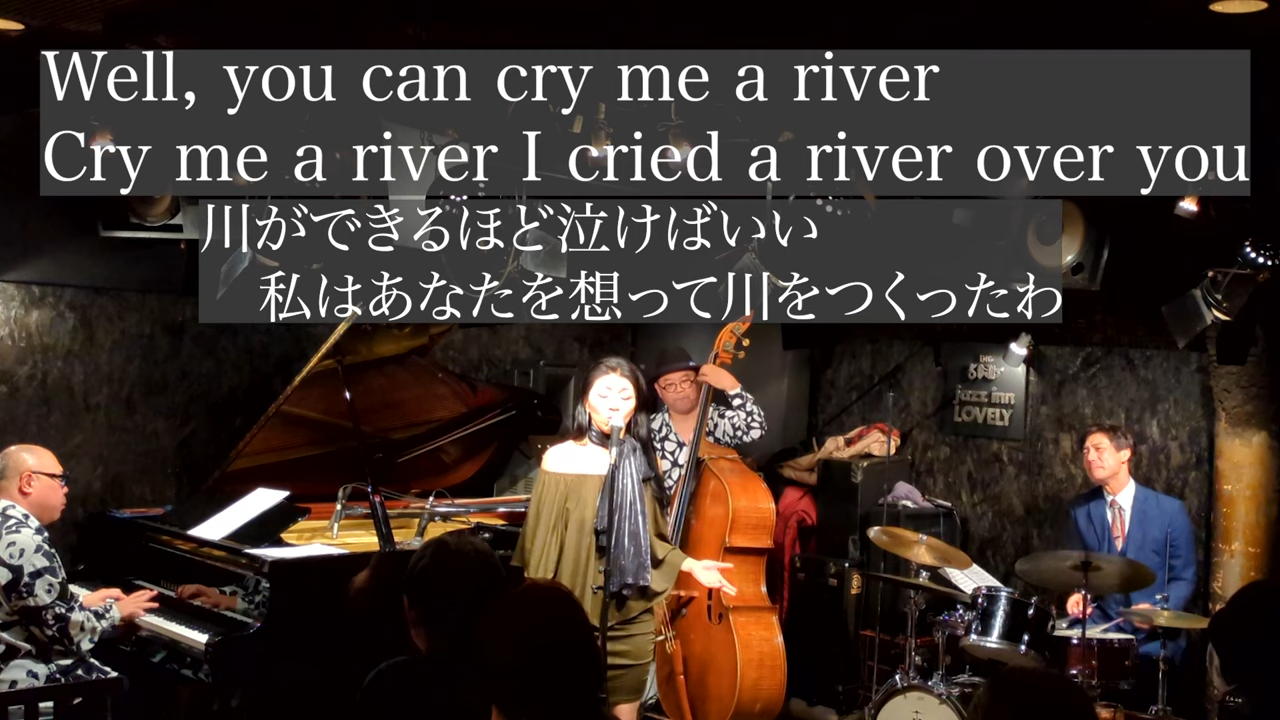 Well, you can cry me a river
Cry me a river I cried a river over you
川ができるほど泣けばいい
私はあなたを想って川をつくったわ
jazz inn
LOVELY